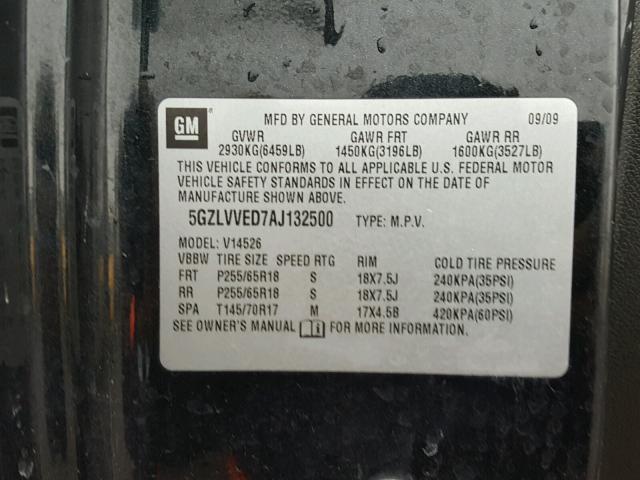 GM
MFD BY GENERAL MOTORS COMPANY 09/09
GVWR GAWR FRT GAWR RR
2930KG(6459LB) 1450KG(3196LB) 1600KG(3527LB)
THIS VEHICLE CONFORMS TO ALL APPLICABLE U.S. FEDERAL MOTOR
VEHICLE SAFETY STANDARDS IN EFFECT ON THE DATE OF
MANUFACTURE SHOWN ABOVE.
5GZLVVED7AJ132500 TYPE: M.P.V.
MODEL: V14526
VBBW TIRE SIZE SPEED RTG RIM COLD TIRE PRESSURE
FRT P255/65R18 S 18X7.5J 240KPA(35PSI)
RR P255/65R18 S 18X7.5J 240KPA(35PSI)
SPA T145/70R17 M 17X4.5B 420KPA(60PSI)
SEE OWNER'S MANUAL FOR MORE INFORMATION.